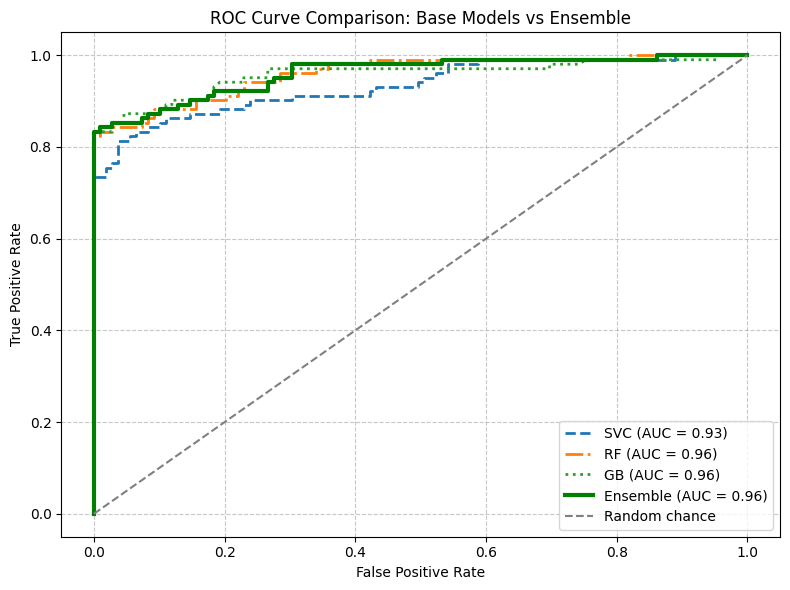 ROC Curve Comparison: Base Models vs Ensemble
True Positive Rate
1.0
0.8
0.6
0.4
0.2
0.0
0.0
0.2
0.4
0.6
0.8
1.0
False Positive Rate
SVC (AUC = 0.93)
RF (AUC = 0.96)
GB (AUC = 0.96)
Ensemble (AUC = 0.96)
Random chance